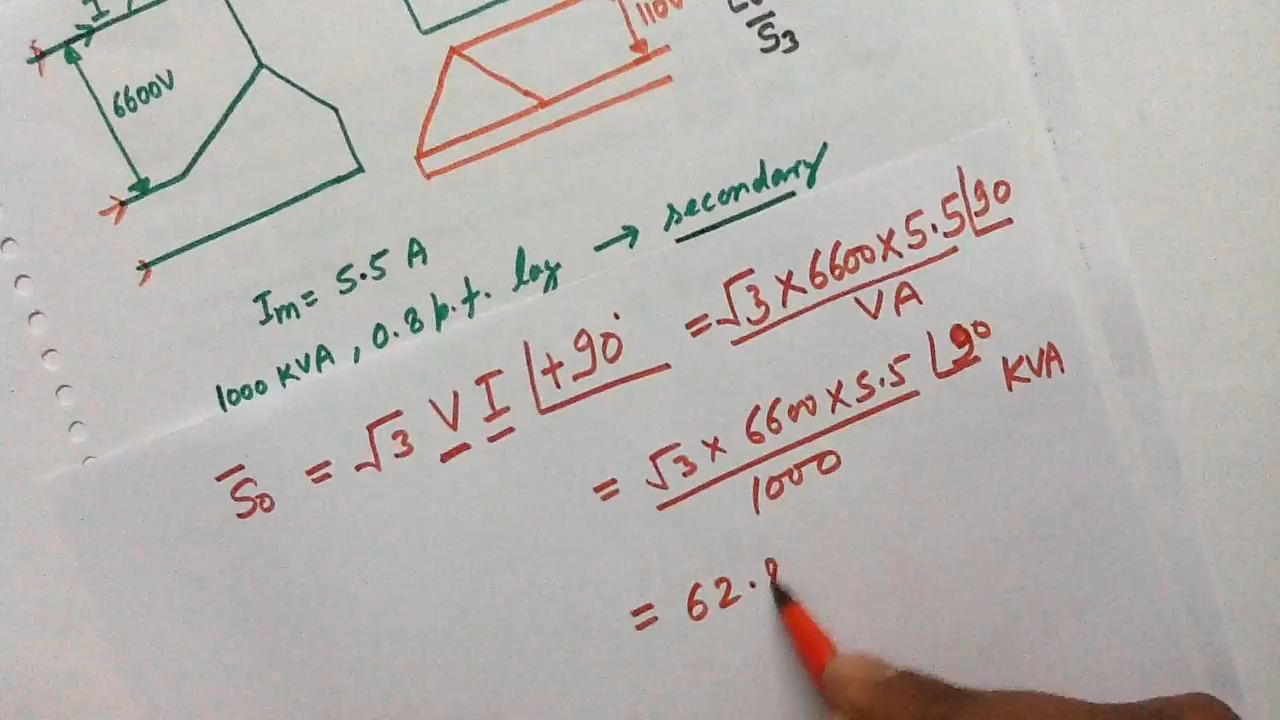 I
6600V
110V
S3
Im = 5.5 A
1000 KVA, 0.8 p.f. lag → secondary
S̅o = √3 V I ∠+90° = √3 × 6600 × 5.5 ∠90 VA
= √3 × 6600 × 5.5 / 1000 ∠90 KVA
= 62.